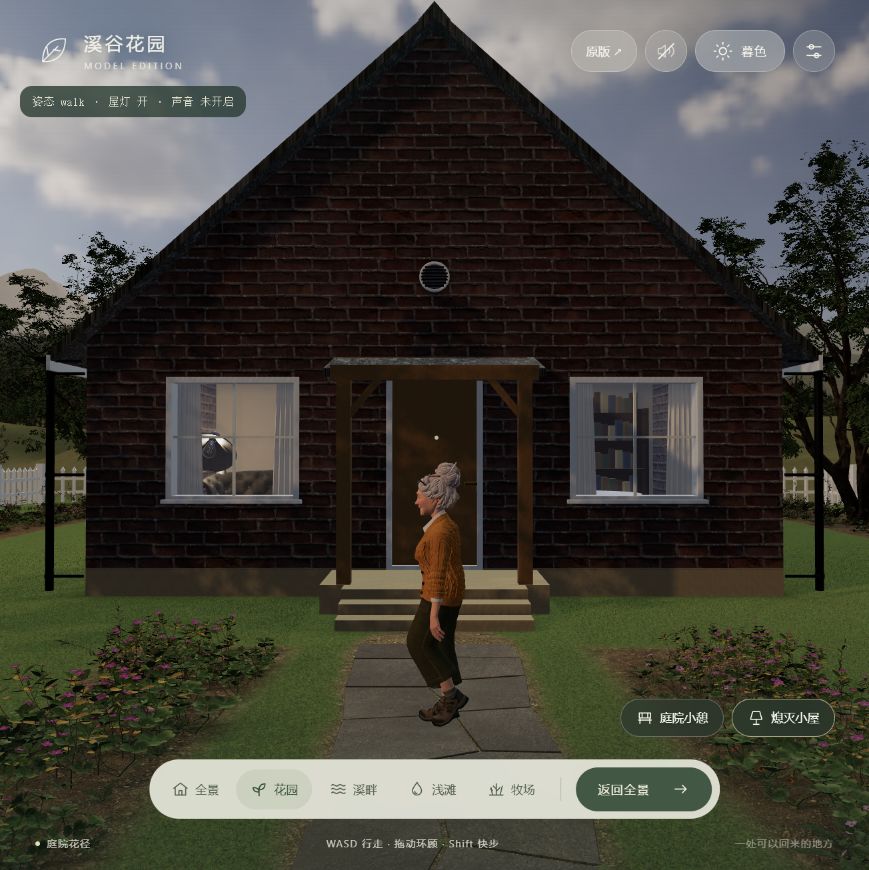 溪谷花园
MODEL EDITION
原版 ↗
暮色
姿态 walk · 屋灯 开 · 声音 未开启
庭院小憩
熄灭小屋
全景
花园
溪畔
浅滩
牧场
返回全景 →
庭院花径
WASD 行走 · 拖动环顾 · Shift 快步
一处可以回来的地方